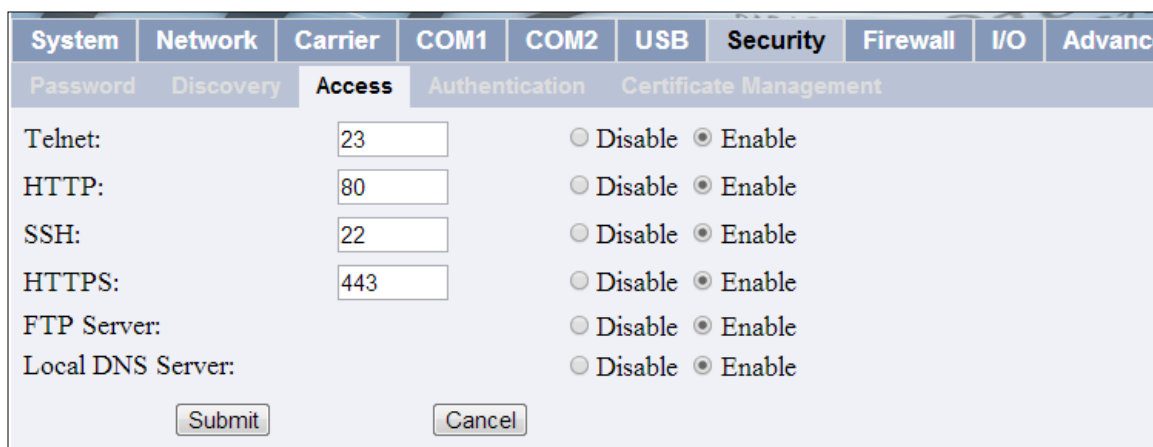 System Network Carrier COM1 COM2 USB Security Firewall I/O Advanc
Password Discovery Access Authentication Certificate Management
Telnet: 23 Disable Enable
HTTP: 80 Disable Enable
SSH: 22 Disable Enable
HTTPS: 443 Disable Enable
FTP Server: Disable Enable
Local DNS Server: Disable Enable
Submit Cancel